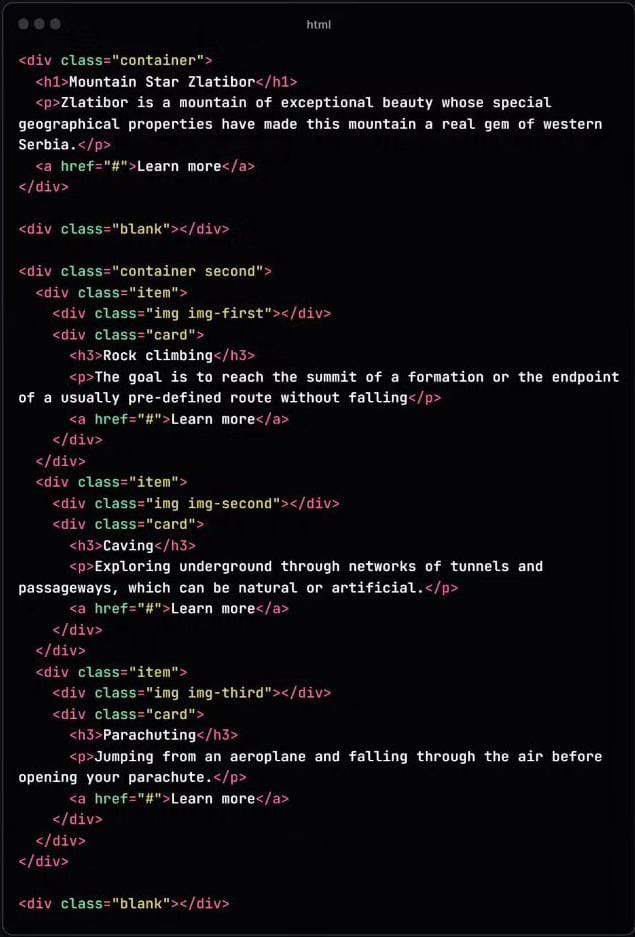 html
<div class="container">
  <h1>Mountain Star Zlatibor</h1>
  <p>Zlatibor is a mountain of exceptional beauty whose special
geographical properties have made this mountain a real gem of western
Serbia.</p>
  <a href="#">Learn more</a>
</div>

<div class="blank"></div>

<div class="container second">
  <div class="item">
    <div class="img img-first"></div>
    <div class="card">
      <h3>Rock climbing</h3>
      <p>The goal is to reach the summit of a formation or the endpoint
of a usually pre-defined route without falling</p>
      <a href="#">Learn more</a>
    </div>
  </div>
  <div class="item">
    <div class="img img-second"></div>
    <div class="card">
      <h3>Caving</h3>
      <p>Exploring underground through networks of tunnels and
passageways, which can be natural or artificial.</p>
      <a href="#">Learn more</a>
    </div>
  </div>
  <div class="item">
    <div class="img img-third"></div>
    <div class="card">
      <h3>Parachuting</h3>
      <p>Jumping from an aeroplane and falling through the air before
opening your parachute.</p>
      <a href="#">Learn more</a>
    </div>
  </div>
</div>

<div class="blank"></div>